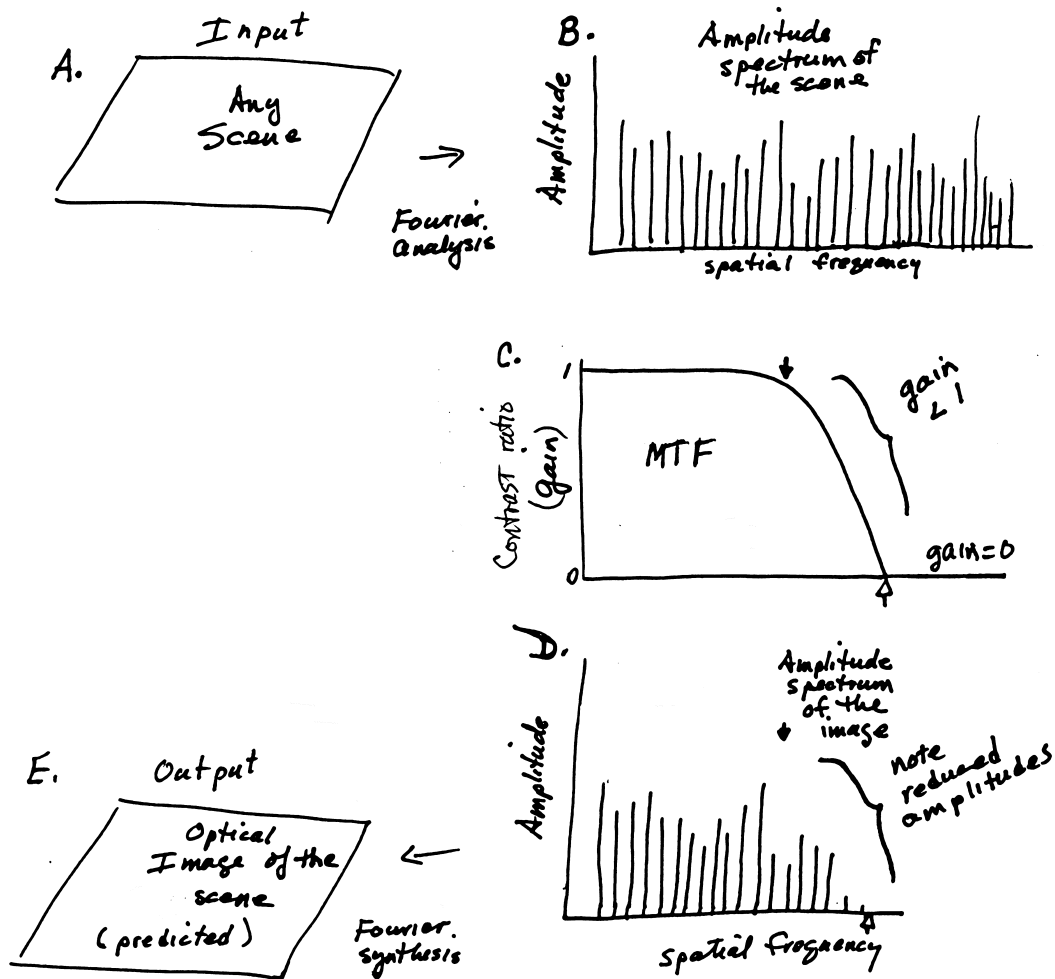 A.
Input
Any
Scene
Fourier
analysis
B.
Amplitude
spectrum of
the scene
Amplitude
spatial frequency
C.
1
Contrast ratio
(gain)
0
MTF
gain
< 1
gain=0
D.
Amplitude
spectrum
of the
image
note
reduced
amplitudes
Amplitude
spatial frequency
E.
Output
Optical
Image of the
scene
(predicted)
Fourier
synthesis